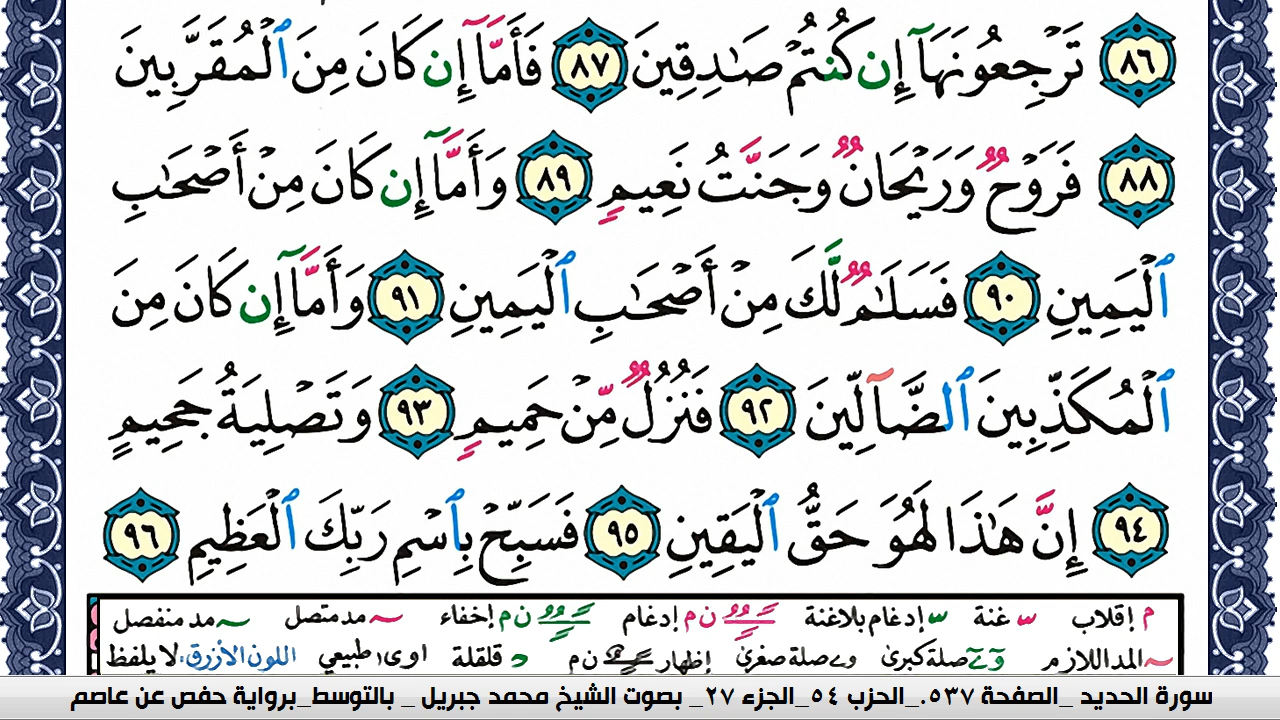 ٨٦ تَرْجِعُونَهَآ إِن كُنتُمْ صَـٰدِقِينَ ٨٧ فَأَمَّآ إِن كَانَ مِنَ ٱلْمُقَرَّبِينَ
٨٨ فَرَوْحٌ وَرَيْحَانٌ وَجَنَّتُ نَعِيمٍ ٨٩ وَأَمَّآ إِن كَانَ مِنْ أَصْحَـٰبِ
ٱلْيَمِينِ ٩٠ فَسَلَـٰمٌ لَّكَ مِنْ أَصْحَـٰبِ ٱلْيَمِينِ ٩١ وَأَمَّآ إِن كَانَ مِنَ
ٱلْمُكَذِّبِينَ ٱلضَّآلِّينَ ٩٢ فَنُزُلٌ مِّنْ حَمِيمٍ ٩٣ وَتَصْلِيَةُ جَحِيمٍ
٩٤ إِنَّ هَـٰذَا لَهُوَ حَقُّ ٱلْيَقِينِ ٩٥ فَسَبِّحْ بِٱسْمِ رَبِّكَ ٱلْعَظِيمِ ٩٦
م إقلاب غنة إدغام بلاغنة ن م إدغام ن م إخفاء مد متصل مد منفصل
المد اللازم صلة كبرى صلة صغرى إظهار ن م قلقلة اوى طبيعي اللون الأزرق: لا يلفظ
سورة الحديد _الصفحة ٥٣٧._الحزب ٥٤_الجزء ٢٧_ بصوت الشيخ محمد جبريل _ بالتوسط_برواية حفص عن عاصم